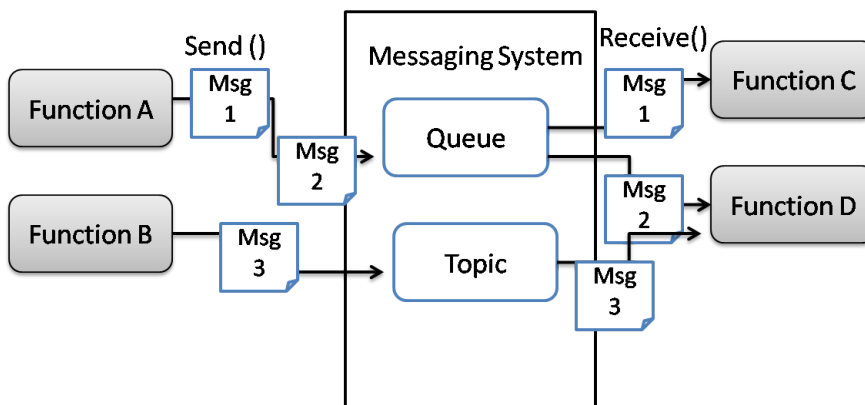 Send ()
Messaging System
Receive()
Function A
Msg
1
Msg
2
Queue
Msg
1
Function C
Msg
2
Function D
Function B
Msg
3
Topic
Msg
3